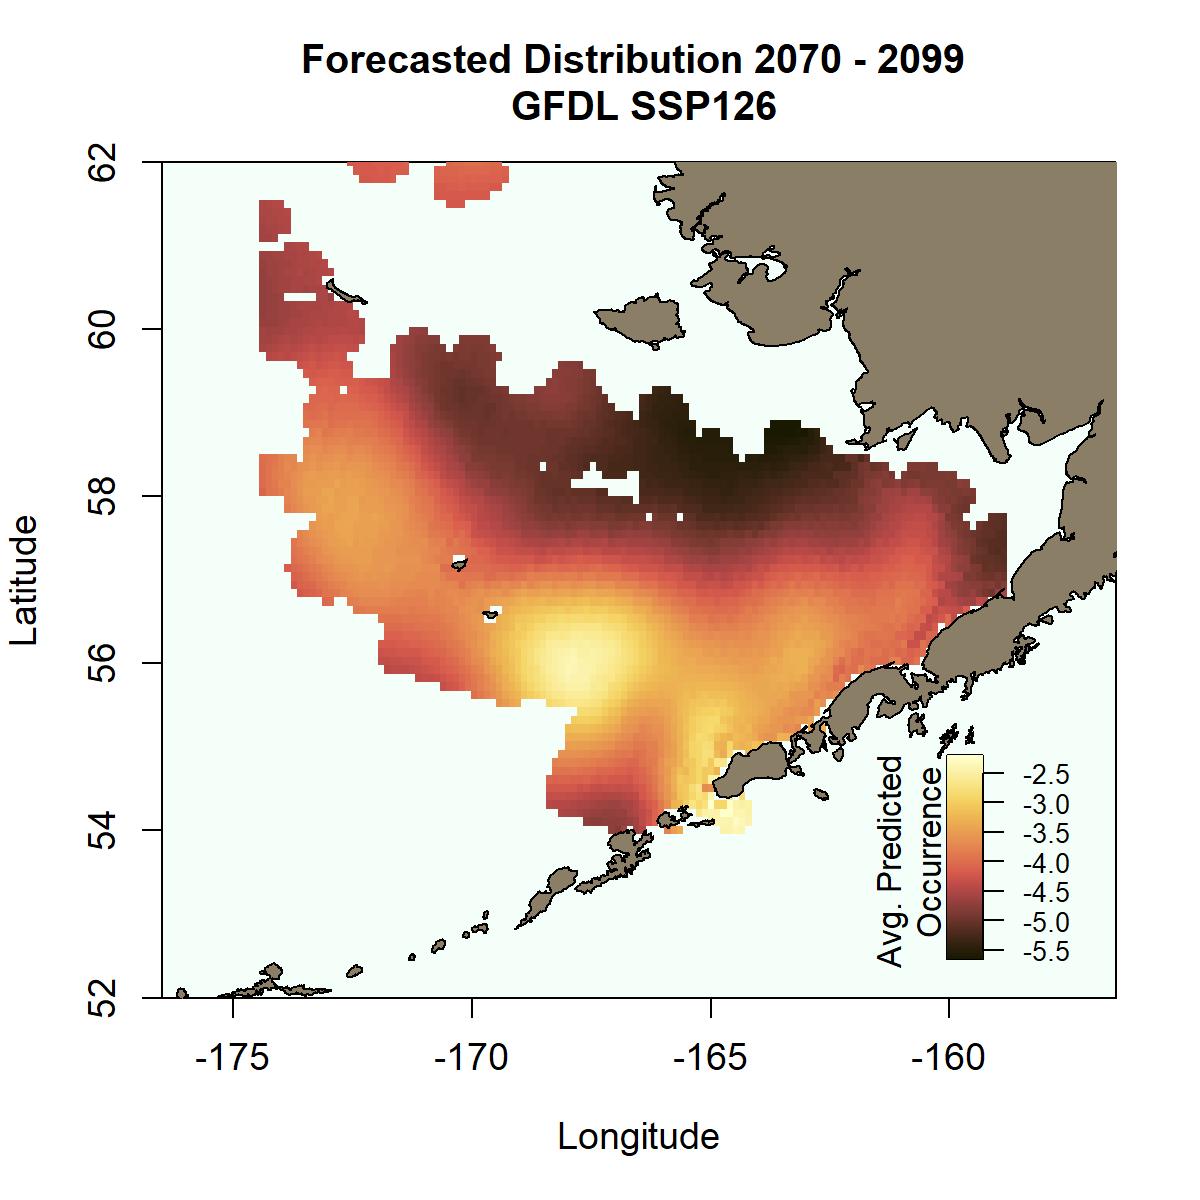 Forecasted Distribution 2070 - 2099
GFDL SSP126
62
60
58
56
54
52
Latitude
-175
-170
-165
-160
Longitude
Avg. Predicted
Occurrence
-2.5
-3.0
-3.5
-4.0
-4.5
-5.0
-5.5